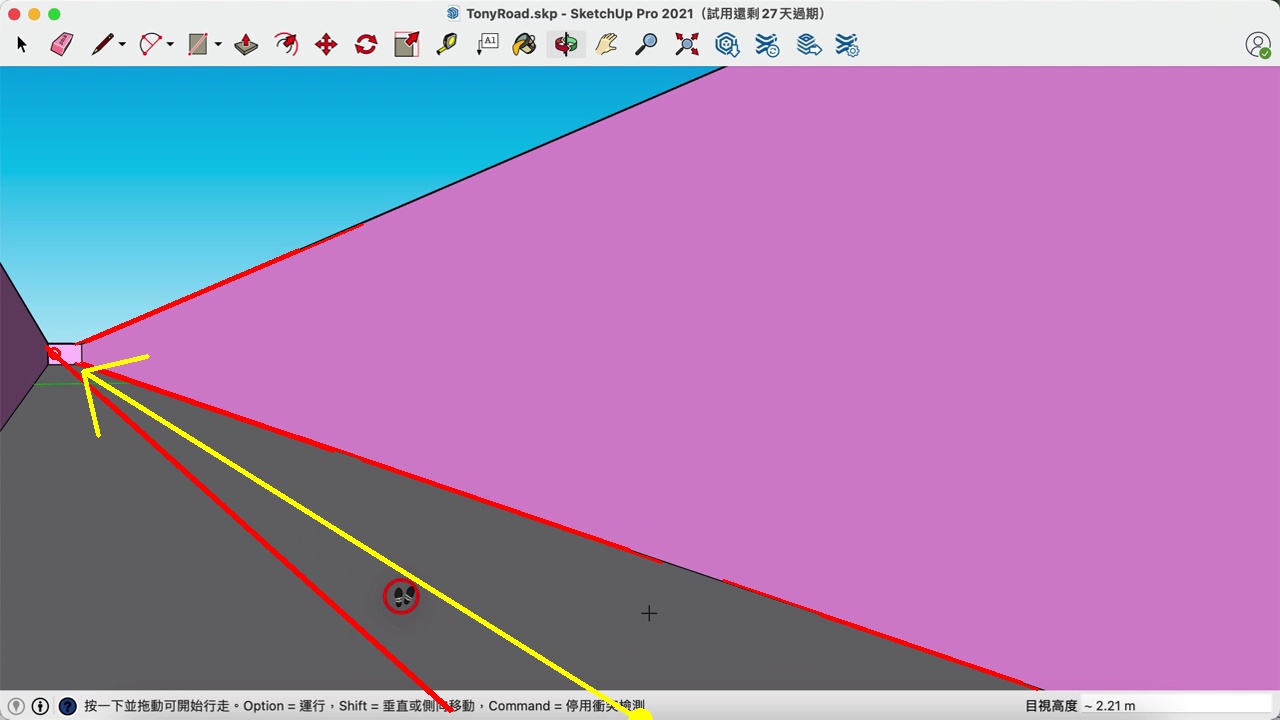 TonyRoad.skp - SketchUp Pro 2021（試用還剩 27 天過期）
A1
按一下並拖動可開始行走。Option = 運行，Shift = 垂直或側向移動，Command = 停用衝突檢測
目視高度 ~ 2.21 m